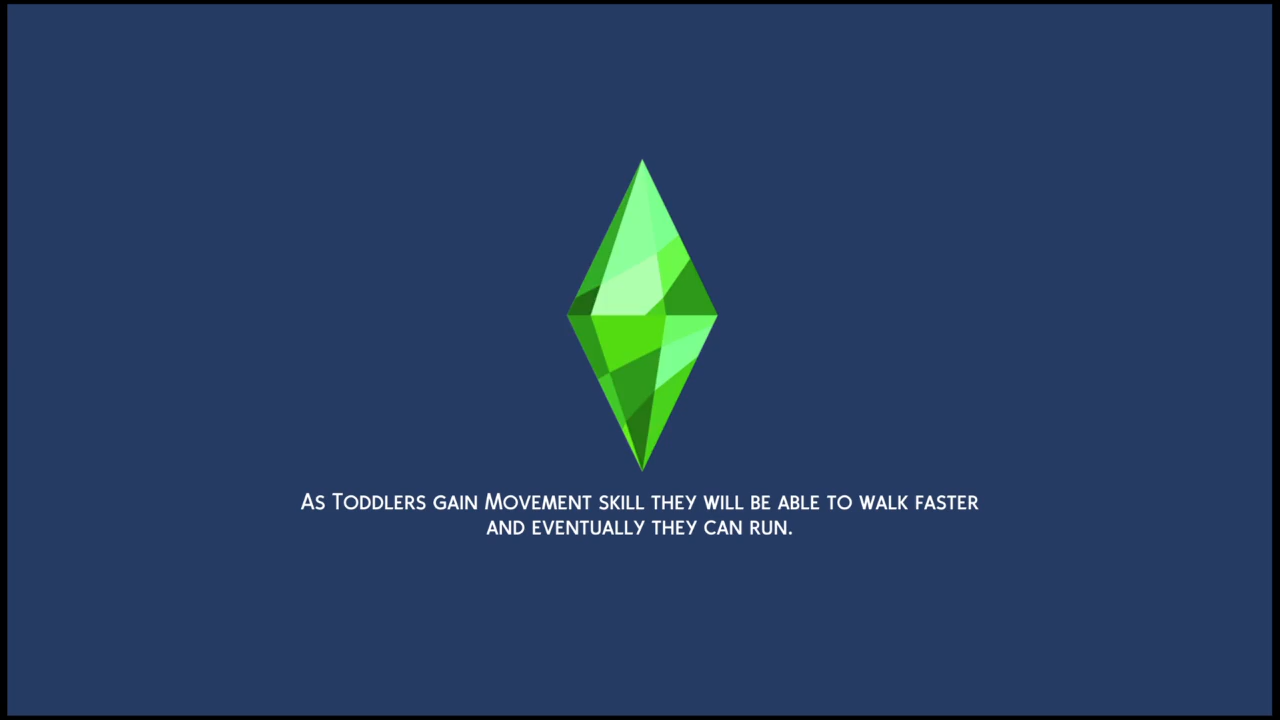 As Toddlers gain Movement skill they will be able to walk faster
and eventually they can run.